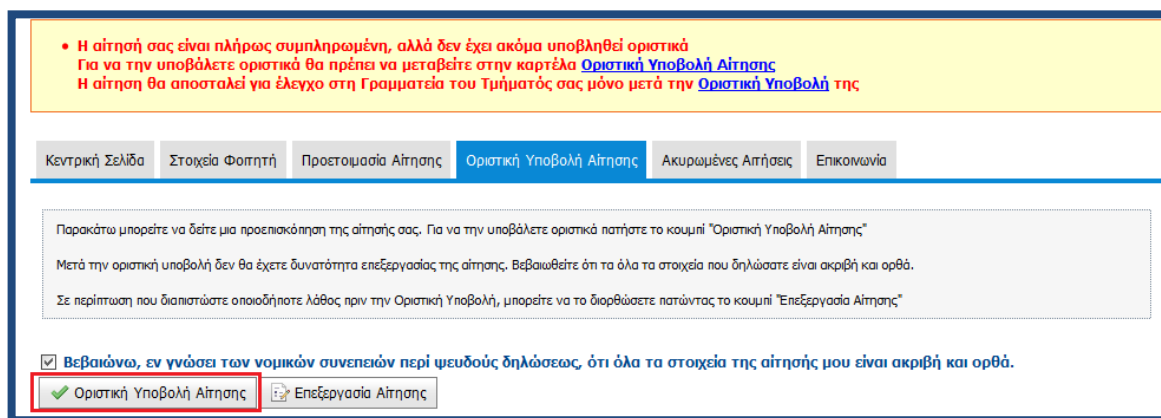 Η αίτησή σας είναι πλήρως συμπληρωμένη, αλλά δεν έχει ακόμα υποβληθεί οριστικά
Για να την υποβάλετε οριστικά θα πρέπει να μεταβείτε στην καρτέλα Οριστική Υποβολή Αίτησης
Η αίτηση θα αποσταλεί για έλεγχο στη Γραμματεία του Τμήματός σας μόνο μετά την Οριστική Υποβολή της
Κεντρική Σελίδα Στοιχεία Φοιτητή Προετοιμασία Αίτησης Οριστική Υποβολή Αίτησης Ακυρωμένες Αιτήσεις Επικοινωνία
Παρακάτω μπορείτε να δείτε μια προεπισκόπηση της αίτησής σας. Για να την υποβάλετε οριστικά πατήστε το κουμπί "Οριστική Υποβολή Αίτησης"
Μετά την οριστική υποβολή δεν θα έχετε δυνατότητα επεξεργασίας της αίτησης. Βεβαιωθείτε ότι τα όλα τα στοιχεία που δηλώσατε είναι ακριβή και ορθά.
Σε περίπτωση που διαπιστώστε οποιοδήποτε λάθος πριν την Οριστική Υποβολή, μπορείτε να το διορθώσετε πατώντας το κουμπί "Επεξεργασία Αίτησης"
Βεβαιώνω, εν γνώσει των νομικών συνεπειών περί ψευδούς δηλώσεως, ότι όλα τα στοιχεία της αίτησής μου είναι ακριβή και ορθά.
Οριστική Υποβολή Αίτησης Επεξεργασία Αίτησης